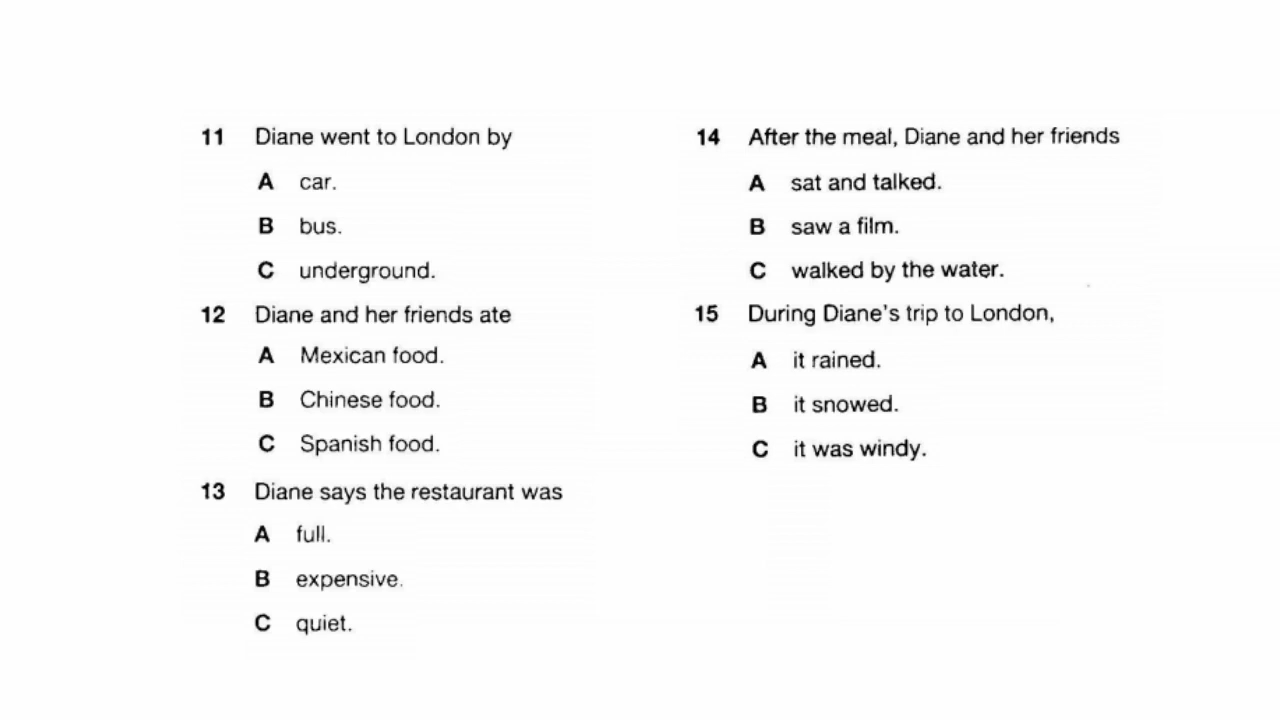 11 Diane went to London by
A car.
B bus.
C underground.
12 Diane and her friends ate
A Mexican food.
B Chinese food.
C Spanish food.
13 Diane says the restaurant was
A full.
B expensive.
C quiet.
14 After the meal, Diane and her friends
A sat and talked.
B saw a film.
C walked by the water.
15 During Diane's trip to London,
A it rained.
B it snowed.
C it was windy.